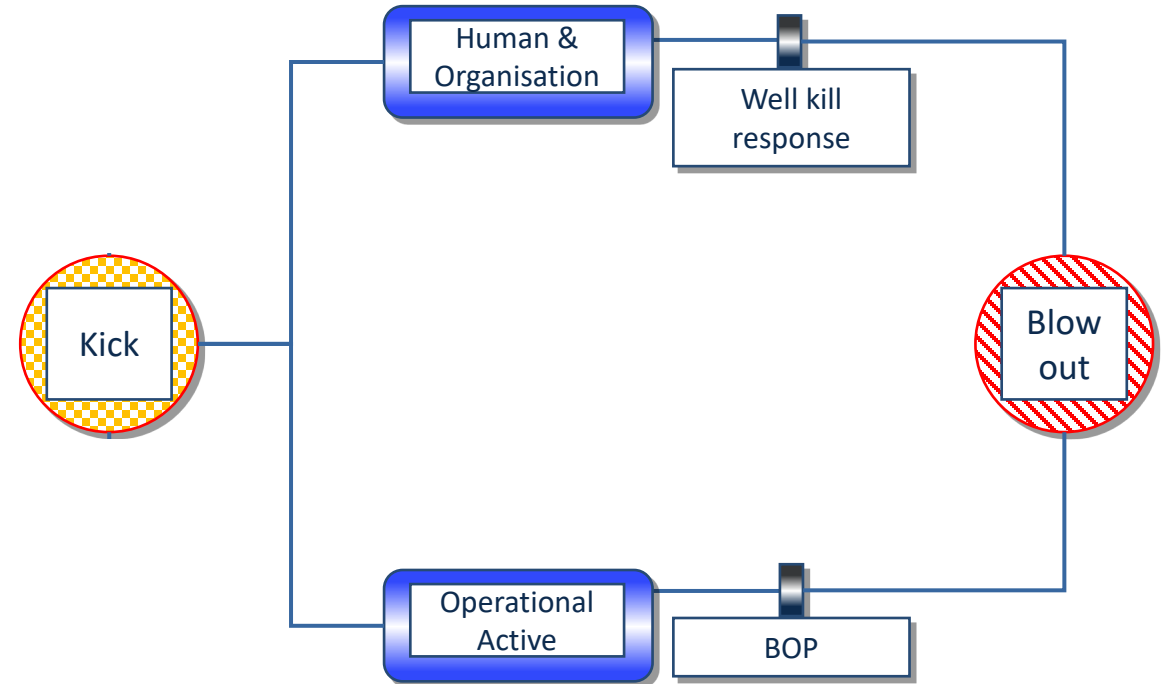 Human &
Organisation
Well kill
response
Kick
Blow
out
Operational
Active
BOP